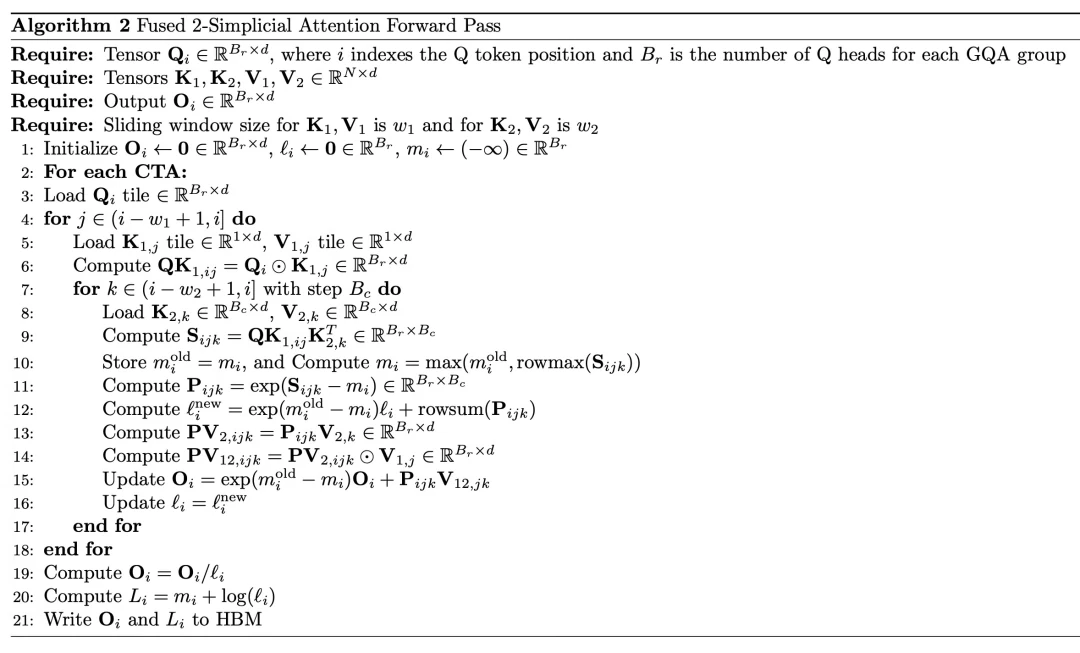 Algorithm 2 Fused 2-Simplicial Attention Forward Pass
Require: Tensor Q_i ∈ ℝ^{B_r×d}, where i indexes the Q token position and B_r is the number of Q heads for each GQA group
Require: Tensors K_1, K_2, V_1, V_2 ∈ ℝ^{N×d}
Require: Output O_i ∈ ℝ^{B_r×d}
Require: Sliding window size for K_1, V_1 is w_1 and for K_2, V_2 is w_2
1: Initialize O_i ← 0 ∈ ℝ^{B_r×d}, ℓ_i ← 0 ∈ ℝ^{B_r}, m_i ← (−∞) ∈ ℝ^{B_r}
2: For each CTA:
3: Load Q_i tile ∈ ℝ^{B_r×d}
4: for j ∈ (i − w_1 + 1, i] do
5: Load K_{1,j} tile ∈ ℝ^{1×d}, V_{1,j} tile ∈ ℝ^{1×d}
6: Compute QK_{1,ij} = Q_i ⊙ K_{1,j} ∈ ℝ^{B_r×d}
7: for k ∈ (i − w_2 + 1, i] with step B_c do
8: Load K_{2,k} ∈ ℝ^{B_c×d}, V_{2,k} ∈ ℝ^{B_c×d}
9: Compute S_{ijk} = QK_{1,ij}K_{2,k}^T ∈ ℝ^{B_r×B_c}
10: Store m_i^{old} = m_i, and Compute m_i = max(m_i^{old}, rowmax(S_{ijk}))
11: Compute P_{ijk} = exp(S_{ijk} − m_i) ∈ ℝ^{B_r×B_c}
12: Compute ℓ_i^{new} = exp(m_i^{old} − m_i)ℓ_i + rowsum(P_{ijk})
13: Compute PV_{2,ijk} = P_{ijk}V_{2,k} ∈ ℝ^{B_r×d}
14: Compute PV_{12,ijk} = PV_{2,ijk} ⊙ V_{1,j} ∈ ℝ^{B_r×d}
15: Update O_i = exp(m_i^{old} − m_i)O_i + P_{ijk}V_{12,jk}
16: Update ℓ_i = ℓ_i^{new}
17: end for
18: end for
19: Compute O_i = O_i/ℓ_i
20: Compute L_i = m_i + log(ℓ_i)
21: Write O_i and L_i to HBM